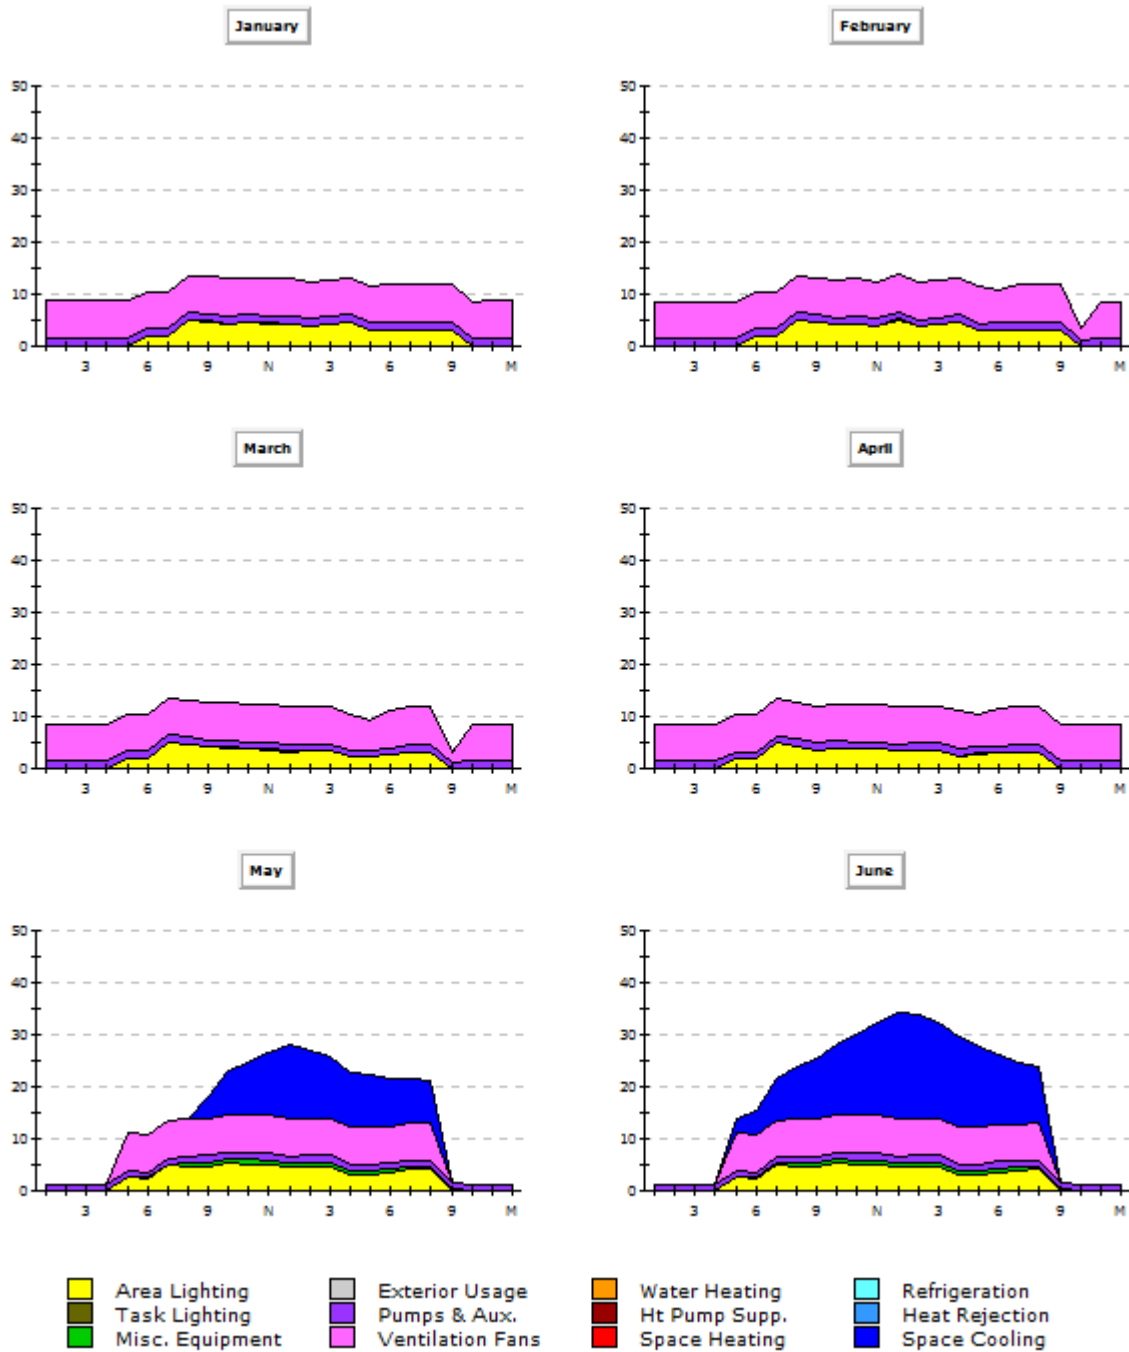 January February
50 50
40 40
30 30
20 20
10 10
0 0
3 6 9 N 3 6 9 M 3 6 9 N 3 6 9 M
March April
50 50
40 40
30 30
20 20
10 10
0 0
3 6 9 N 3 6 9 M 3 6 9 N 3 6 9 M
May June
50 50
40 40
30 30
20 20
10 10
0 0
3 6 9 N 3 6 9 M 3 6 9 N 3 6 9 M
Area Lighting Exterior Usage Water Heating Refrigeration
Task Lighting Pumps & Aux. Ht Pump Supp. Heat Rejection
Misc. Equipment Ventilation Fans Space Heating Space Cooling